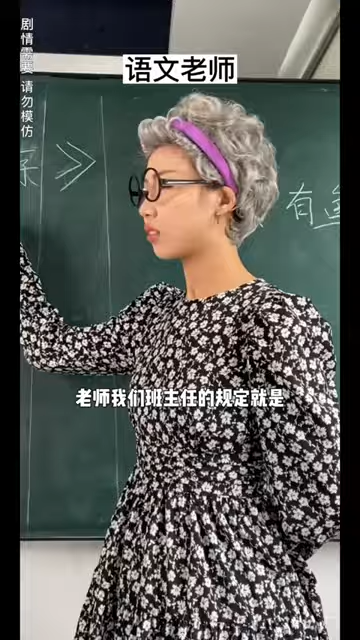 剧情需要 请勿模仿
语文老师
》
有
老师我们班主任的规定就是